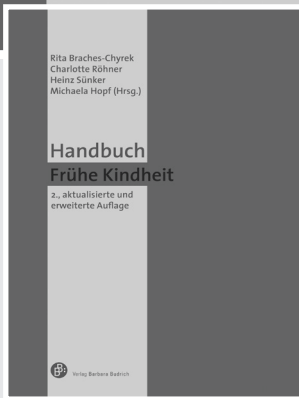 Rita Braches-Chyrek
Charlotte Röhner
Heinz Sünker
Michaela Hopf (Hrsg.)
Handbuch
Frühe Kindheit
2., aktualisierte und
erweiterte Auflage
Verlag Barbara Budrich